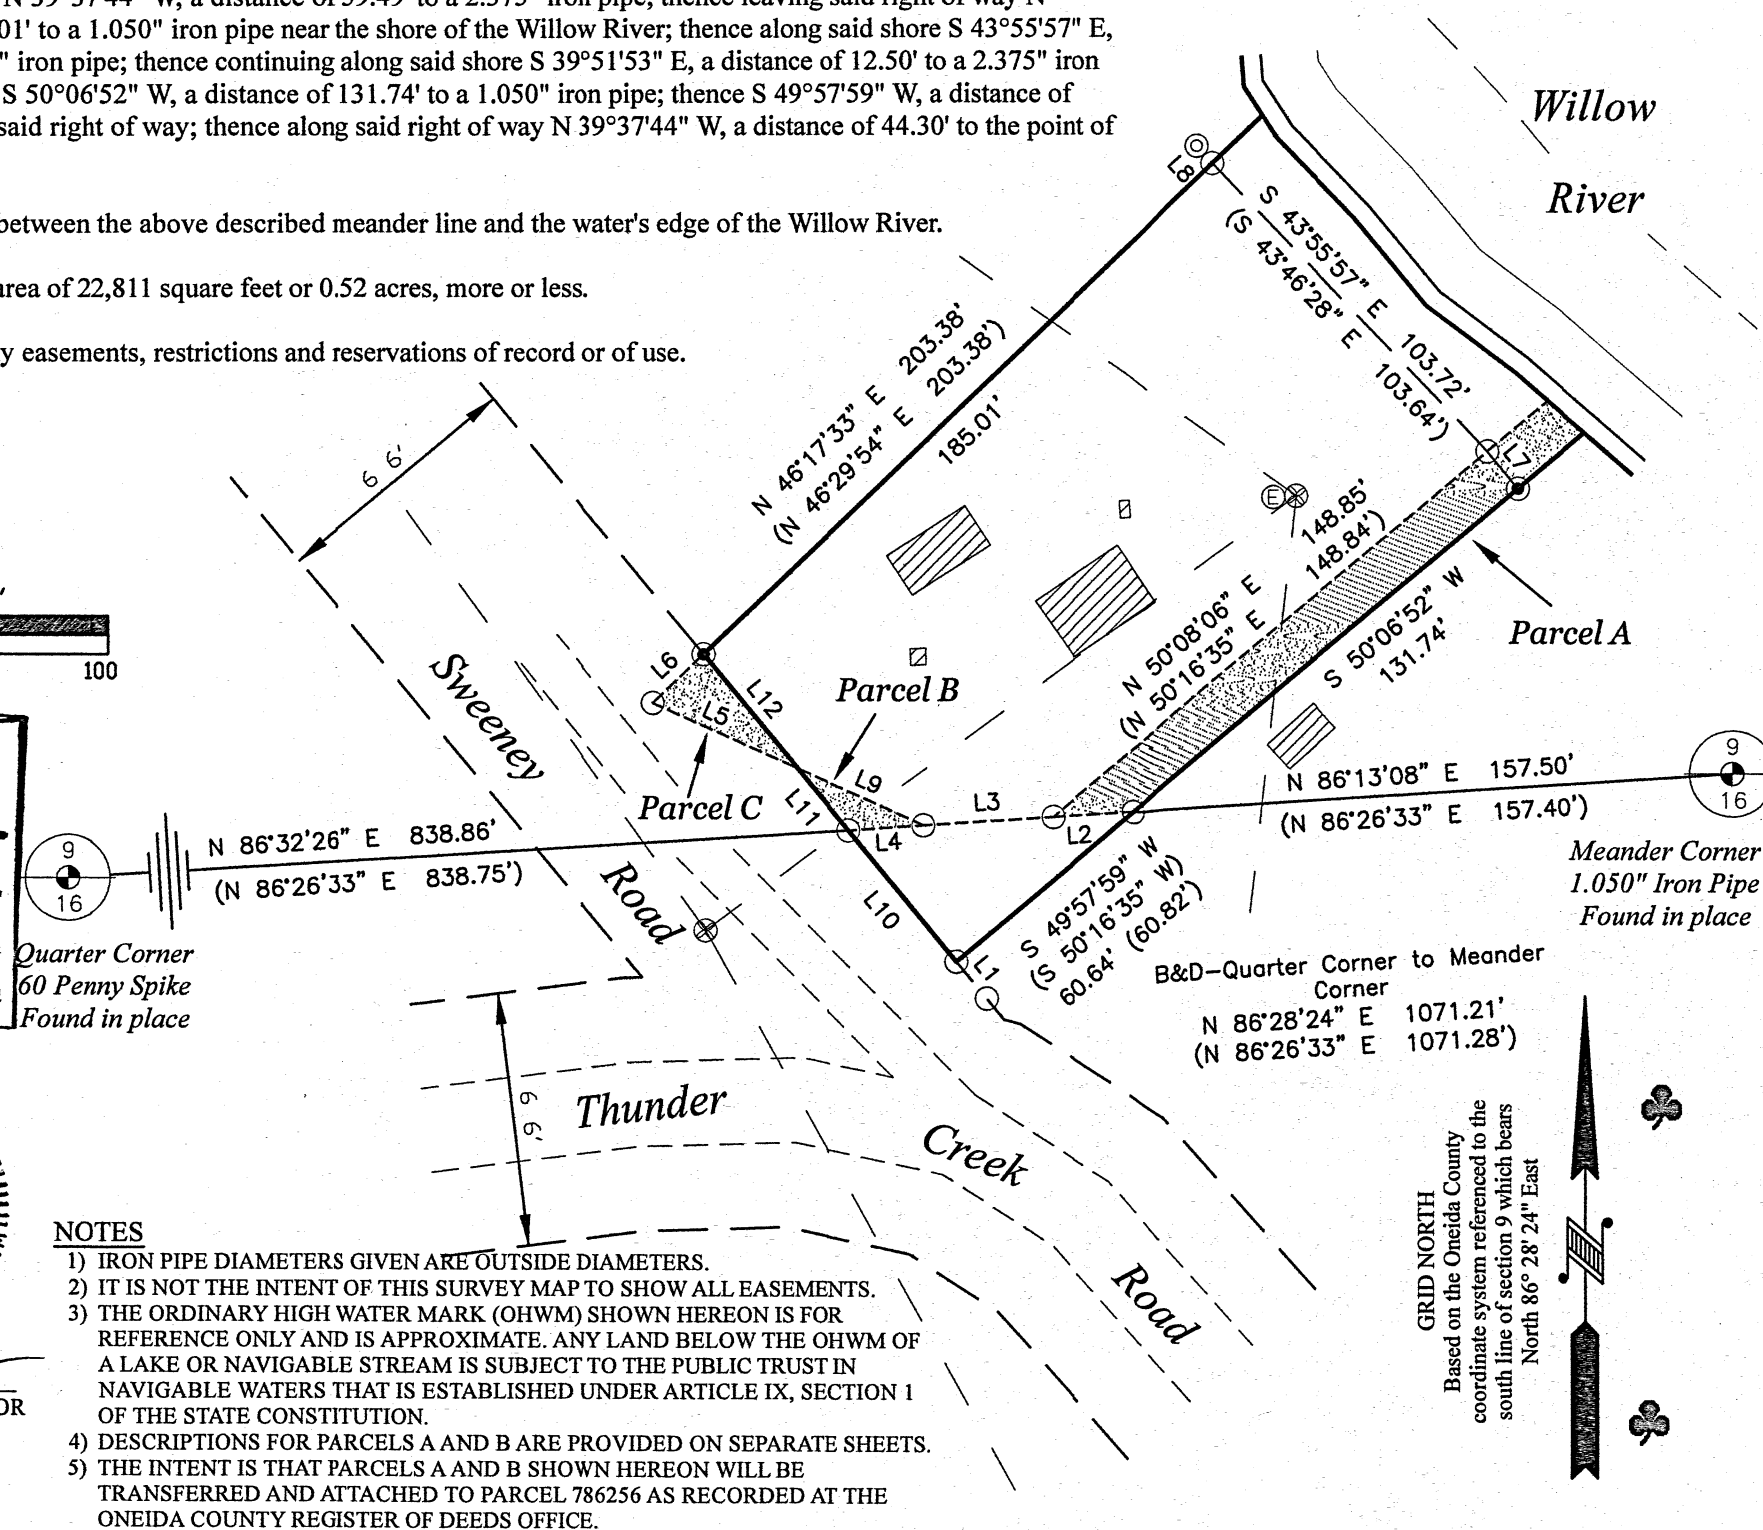 01' to a 1.050" iron pipe near the shore of the Willow River; thence along said shore S 43°55'57" E,
" iron pipe; thence continuing along said shore S 39°51'53" E, a distance of 12.50' to a 2.375" iron
S 50°06'52" W, a distance of 131.74' to a 1.050" iron pipe; thence S 49°57'59" W, a distance of
said right of way; thence along said right of way N 39°37'44" W, a distance of 44.30' to the point of
between the above described meander line and the water's edge of the Willow River.
area of 22,811 square feet or 0.52 acres, more or less.
y easements, restrictions and reservations of record or of use.
Willow
River
L8
S 43°55'57" E 103.72'
(S 43°46'28" E 103.64')
N 46°17'33" E 203.38'
(N 46°29'54" E 203.38')
185.01'
66'
L7
E
148.85'
148.84')
N 50°08'06" E
(N 50°16'35" E
S 50°06'52" W
131.74'
Parcel A
100
Sweeney
Road
L6
L12
L5
Parcel B
L9
Parcel C
L11
L4
L3
L2
L10
L1
N 86°13'08" E 157.50'
(N 86°26'33" E 157.40')
9
16
Meander Corner
1.050" Iron Pipe
Found in place
N 86°32'26" E 838.86'
(N 86°26'33" E 838.75')
9
16
Quarter Corner
60 Penny Spike
Found in place
S 49°57'59" W
(S 50°16'35" W)
60.64' (60.82')
B&D-Quarter Corner to Meander
Corner
N 86°28'24" E 1071.21'
(N 86°26'33" E 1071.28')
66'
Thunder
Creek
Road
GRID NORTH
Based on the Oneida County
coordinate system referenced to the
south line of section 9 which bears
North 86° 28' 24" East
NOTES
1) IRON PIPE DIAMETERS GIVEN ARE OUTSIDE DIAMETERS.
2) IT IS NOT THE INTENT OF THIS SURVEY MAP TO SHOW ALL EASEMENTS.
3) THE ORDINARY HIGH WATER MARK (OHWM) SHOWN HEREON IS FOR
REFERENCE ONLY AND IS APPROXIMATE. ANY LAND BELOW THE OHWM OF
A LAKE OR NAVIGABLE STREAM IS SUBJECT TO THE PUBLIC TRUST IN
NAVIGABLE WATERS THAT IS ESTABLISHED UNDER ARTICLE IX, SECTION 1
OF THE STATE CONSTITUTION.
4) DESCRIPTIONS FOR PARCELS A AND B ARE PROVIDED ON SEPARATE SHEETS.
5) THE INTENT IS THAT PARCELS A AND B SHOWN HEREON WILL BE
TRANSFERRED AND ATTACHED TO PARCEL 786256 AS RECORDED AT THE
ONEIDA COUNTY REGISTER OF DEEDS OFFICE.
OR